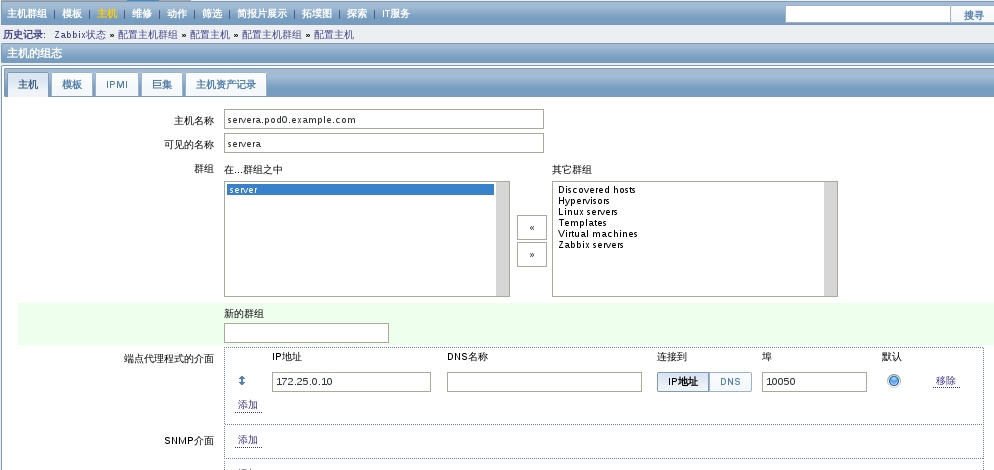 主机群组 | 模板 | 主机 | 维修 | 动作 | 筛选 | 简报片展示 | 拓墣图 | 探索 | IT服务 搜寻
历史记录: Zabbix状态 » 配置主机群组 » 配置主机 » 配置主机群组 » 配置主机
主机的组态
主机 模板 IPMI 巨集 主机资产记录
主机名称 servera.pod0.example.com
可见的名称 servera
群组 在...群组之中 其它群组
server
Discovered hosts
Hypervisors
Linux servers
Templates
Virtual machines
Zabbix servers
«
»
新的群组
端点代理程式的介面 IP地址 DNS名称 连接到 埠 默认
172.25.0.10 IP地址 DNS 10050 移除
添加
SNMP介面 添加